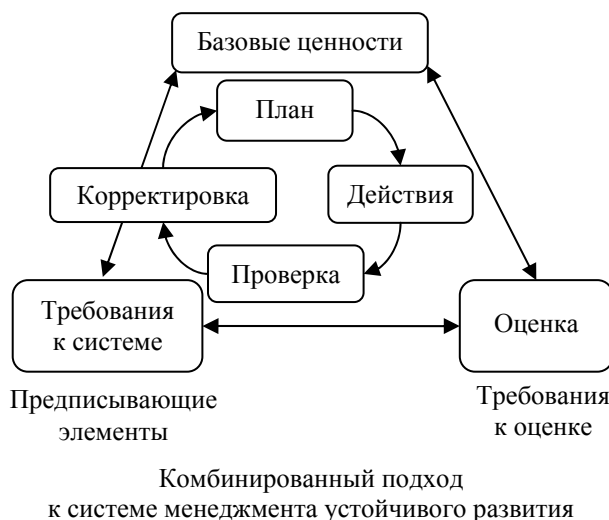 Базовые ценности
План
Корректировка
Действия
Проверка
Требования
к системе
Оценка
Предписывающие
элементы
Требования
к оценке
Комбинированный подход
к системе менеджмента устойчивого развития